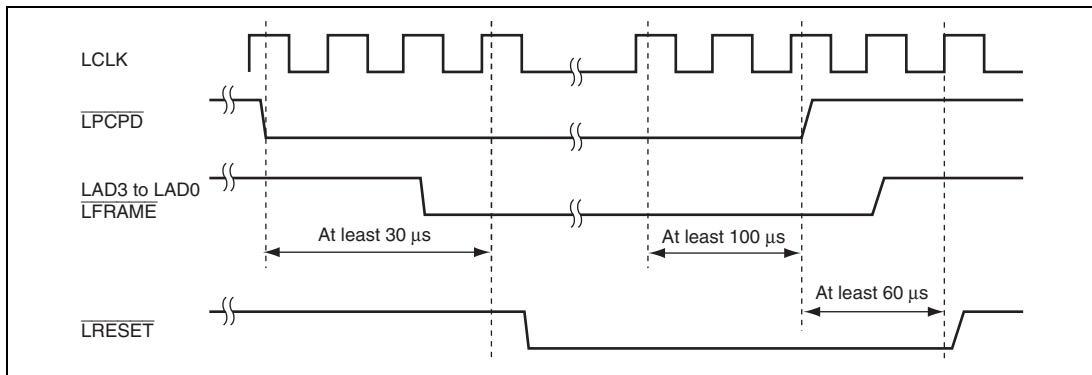 LCLK
LPCPD
LAD3 to LAD0
LFRAME
At least 30 µs
At least 100 µs
At least 60 µs
LRESET